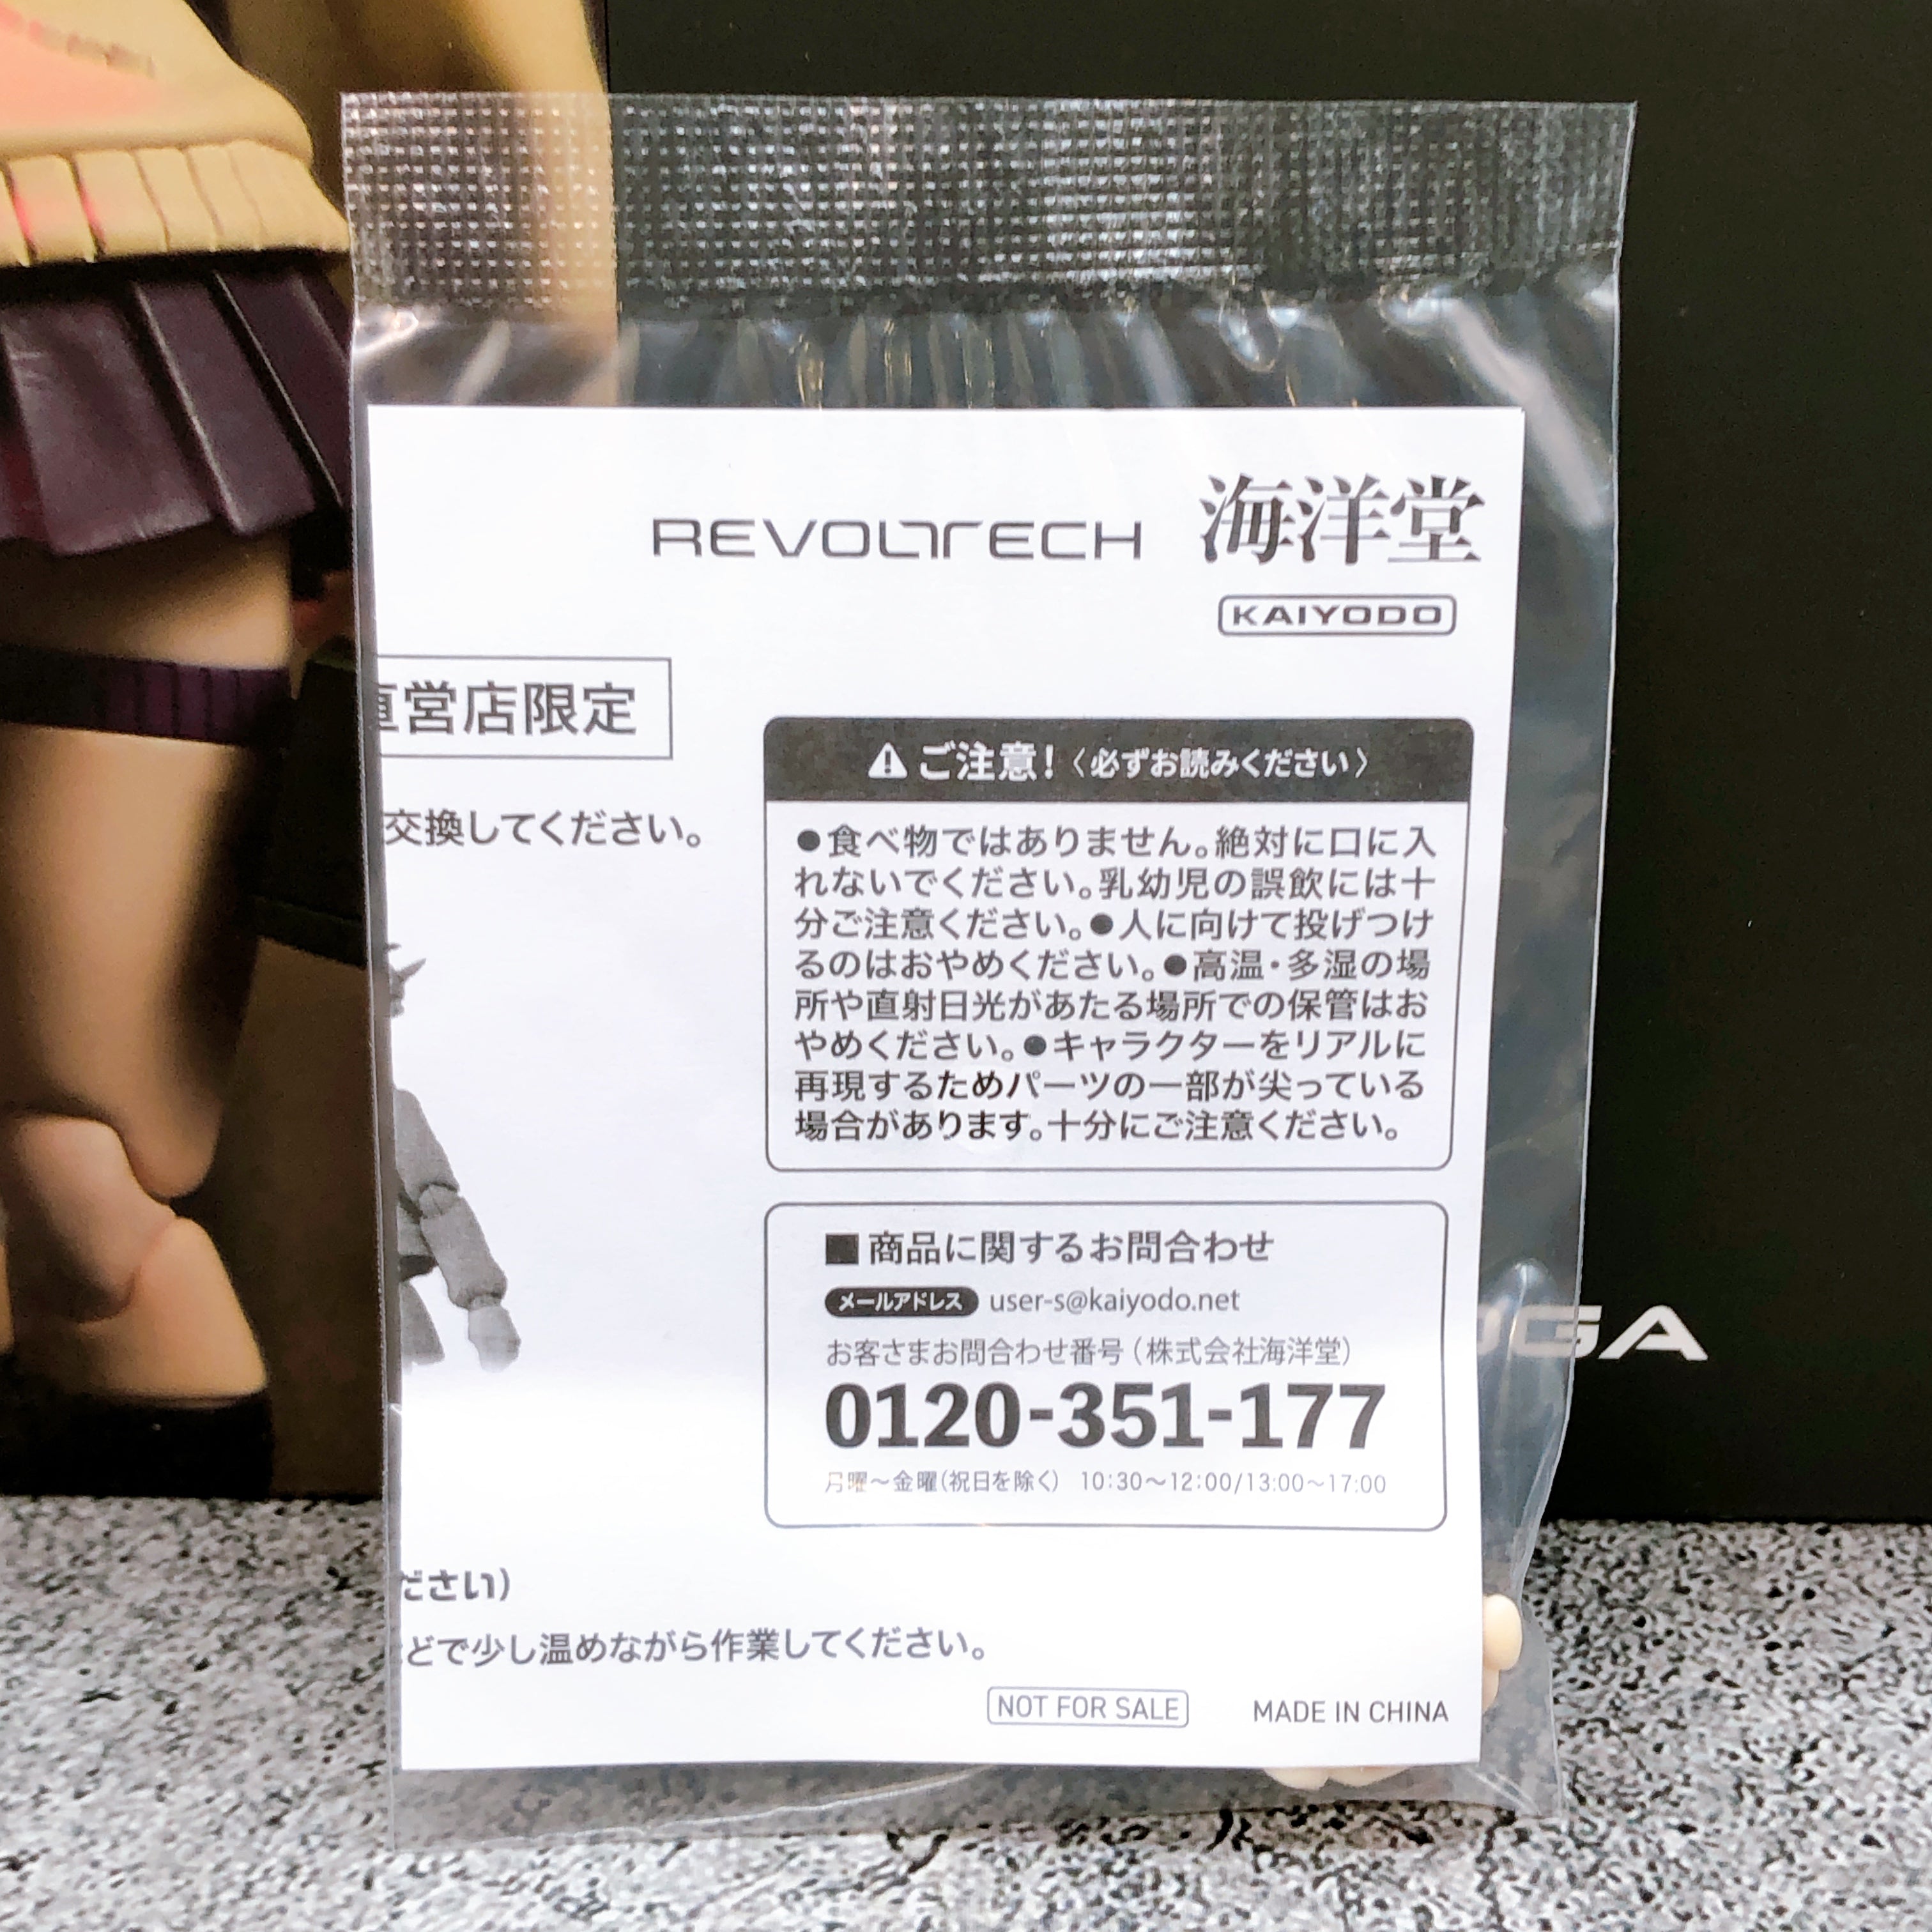 REVOLTECH 海洋堂
KAIYODO
営店限定
交換してください。
ご注意!〈必ずお読みください〉
●食べ物ではありません。絶対に口に入
れないでください。乳幼児の誤飲には十
分ご注意ください。●人に向けて投げつけ
るのはおやめください。●高温・多湿の場
所や直射日光があたる場所での保管はお
やめください。●キャラクターをリアルに
再現するためパーツの一部が尖っている
場合があります。十分にご注意ください。
■商品に関するお問合わせ
メールアドレス user-s@kaiyodo.net
お客さまお問合わせ番号(株式会社海洋堂)
0120-351-177
月曜〜金曜(祝日を除く) 10:30〜12:00/13:00〜17:00
ださい)
どで少し温めながら作業してください。
NOT FOR SALE MADE IN CHINA
GA